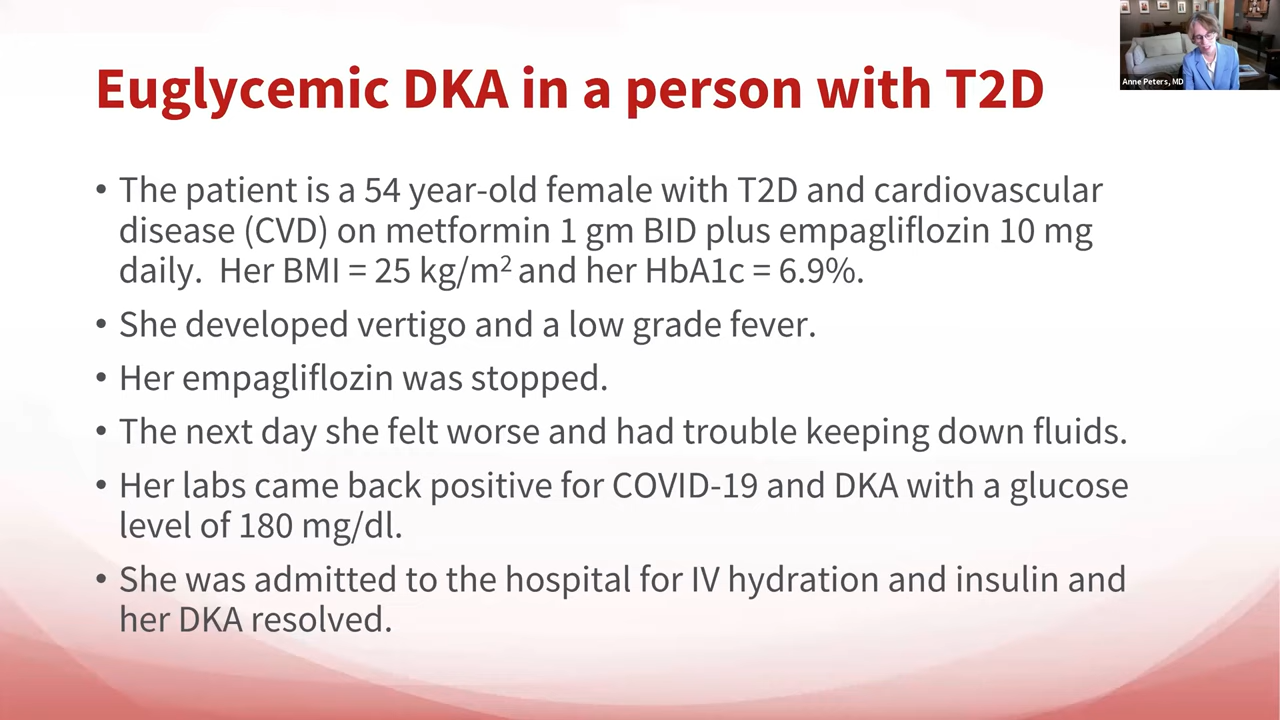 Euglycemic DKA in a person with T2D
Anne Peters, MD
• The patient is a 54 year-old female with T2D and cardiovascular
disease (CVD) on metformin 1 gm BID plus empagliflozin 10 mg
daily.  Her BMI = 25 kg/m² and her HbA1c = 6.9%.
• She developed vertigo and a low grade fever.
• Her empagliflozin was stopped.
• The next day she felt worse and had trouble keeping down fluids.
• Her labs came back positive for COVID-19 and DKA with a glucose
level of 180 mg/dl.
• She was admitted to the hospital for IV hydration and insulin and
her DKA resolved.